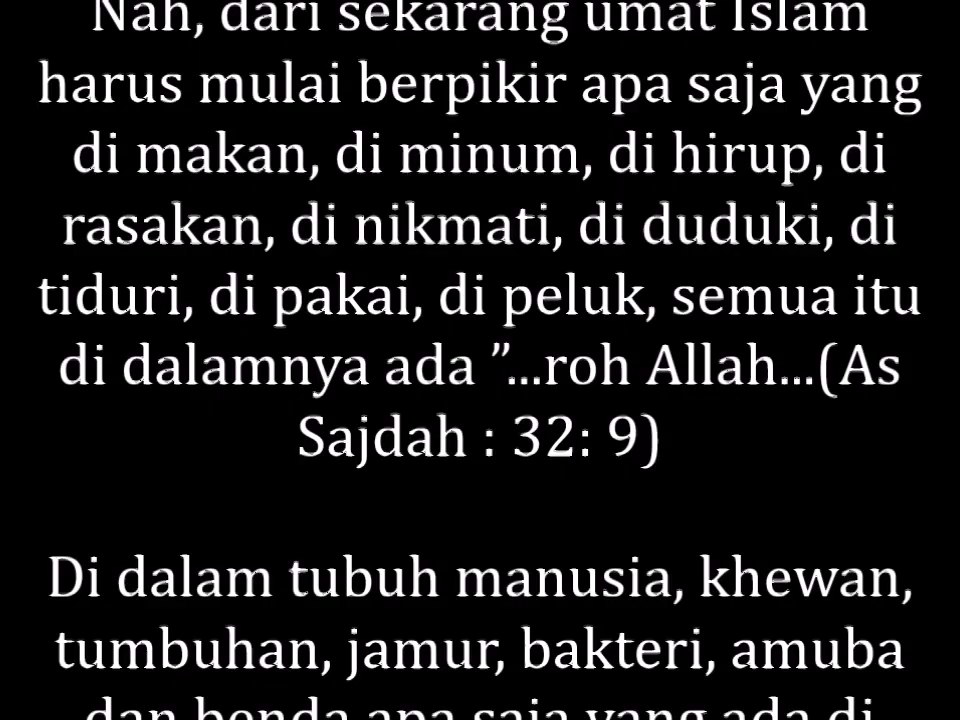 Nah, dari sekarang umat Islam
harus mulai berpikir apa saja yang
di makan, di minum, di hirup, di
rasakan, di nikmati, di duduki, di
tiduri, di pakai, di peluk, semua itu
di dalamnya ada ”...roh Allah...(As
Sajdah : 32: 9)
Di dalam tubuh manusia, khewan,
tumbuhan, jamur, bakteri, amuba
dan benda apa saja yang ada di